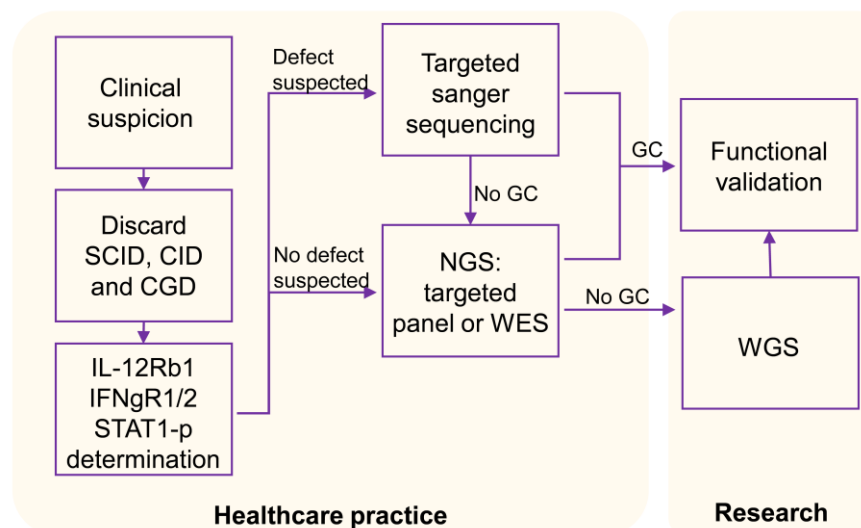 Clinical
suspicion
Discard
SCID, CID
and CGD
IL-12Rb1
IFNgR1/2
STAT1-p
determination
Defect
suspected
No defect
suspected
Targeted
sanger
sequencing
No GC
NGS:
targeted
panel or WES
GC
No GC
Functional
validation
WGS
Healthcare practice
Research